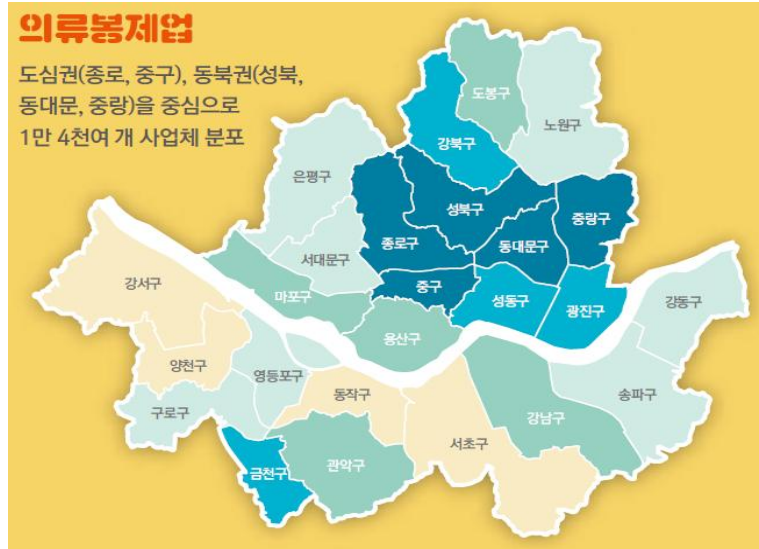 의류봉제업
도심권(종로, 중구), 동북권(성북,
동대문, 중랑)을 중심으로
1만 4천여 개 사업체 분포
도봉구
노원구
강북구
은평구
성북구
중랑구
종로구
동대문구
서대문구
강서구
마포구
중구
성동구
광진구
강동구
용산구
양천구
영등포구
동작구
송파구
구로구
강남구
서초구
금천구
관악구